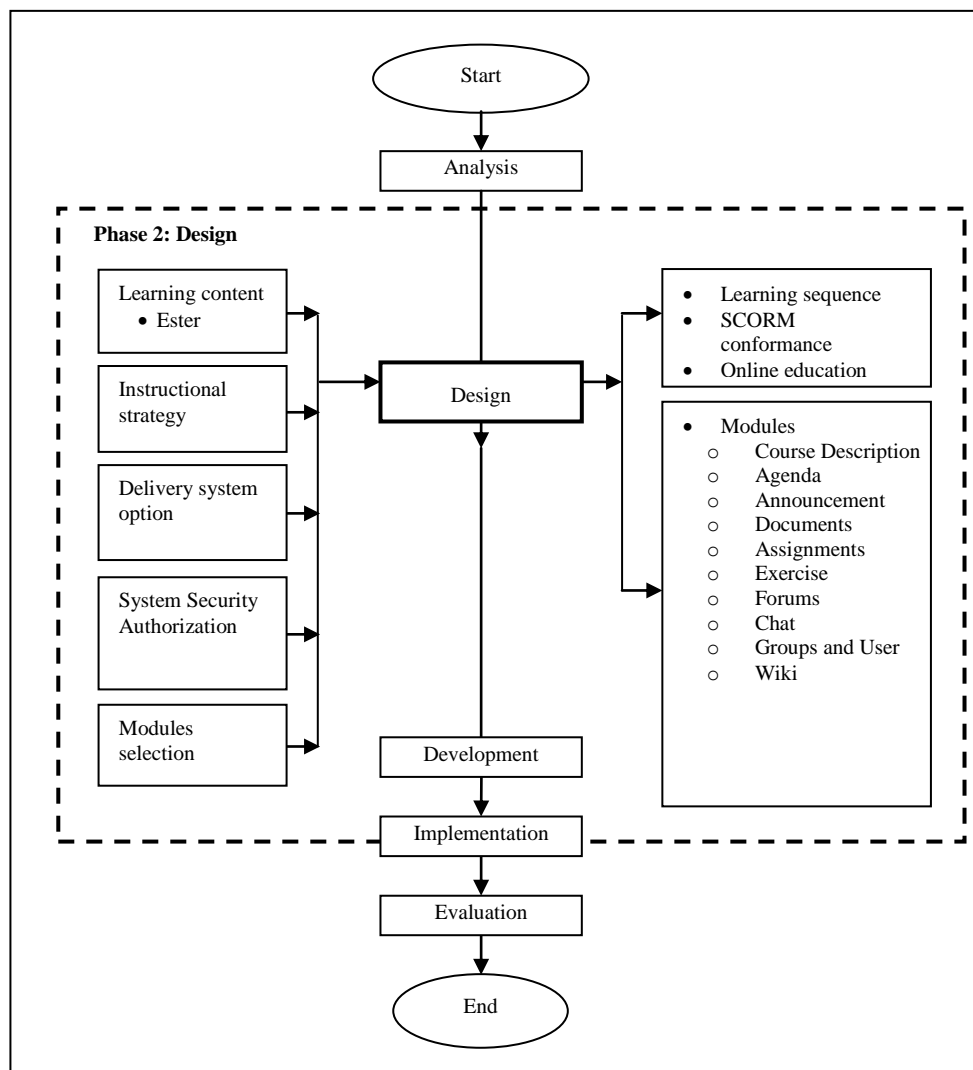 Start
Analysis
Phase 2: Design
Learning content
• Ester
Instructional
strategy
Delivery system
option
System Security
Authorization
Modules
selection
Design
• Learning sequence
• SCORM
conformance
• Online education
• Modules
o Course Description
o Agenda
o Announcement
o Documents
o Assignments
o Exercise
o Forums
o Chat
o Groups and User
o Wiki
Development
Implementation
Evaluation
End